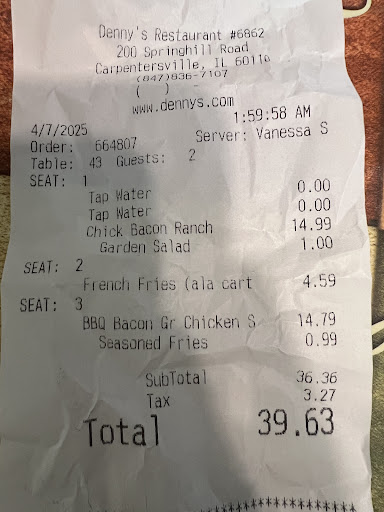 Denny's Restaurant #6862
200 Springhill Road
Carpentersville, IL 60110
(847)836-7107
(   )   -
www.dennys.com
4/7/2025 1:59:58 AM
Order: 664807 Server: Vanessa S
Table: 43 Guests: 2
SEAT: 1
Tap Water 0.00
Tap Water 0.00
Chick Bacon Ranch 14.99
Garden Salad 1.00
SEAT: 2
French Fries (ala cart 4.59
SEAT: 3
BBQ Bacon Gr Chicken S 14.79
Seasoned Fries 0.99
SubTotal 36.36
Tax 3.27
Total 39.63